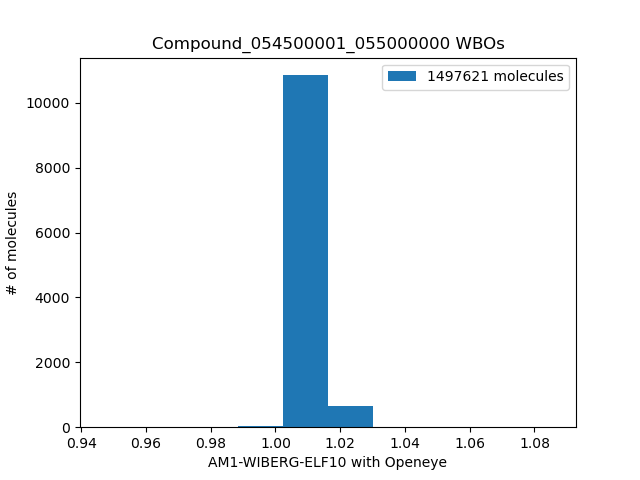 Compound_054500001_055000000 WBOs
1497621 molecules
# of molecules
10000
8000
6000
4000
2000
0
0.94 0.96 0.98 1.00 1.02 1.04 1.06 1.08
AM1-WIBERG-ELF10 with Openeye